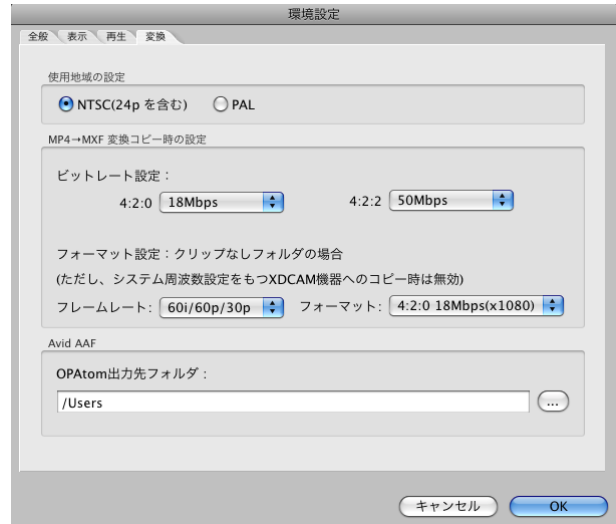 環境設定
全般 表示 再生 変換
使用地域の設定
NTSC(24p を含む) PAL
MP4→MXF 変換コピー時の設定
ビットレート設定：
4:2:0 18Mbps 4:2:2 50Mbps
フォーマット設定：クリップなしフォルダの場合
(ただし、システム周波数設定をもつXDCAM機器へのコピー時は無効)
フレームレート: 60i/60p/30p フォーマット: 4:2:0 18Mbps(x1080)
Avid AAF
OPAtom出力先フォルダ：
/Users ...
キャンセル OK